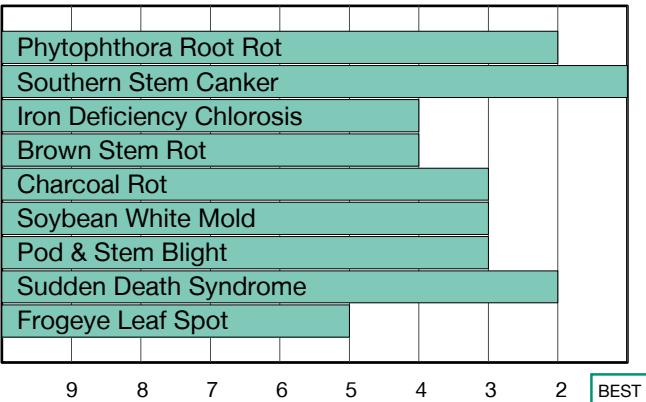 Phytophthora Root Rot
Southern Stem Canker
Iron Deficiency Chlorosis
Brown Stem Rot
Charcoal Rot
Soybean White Mold
Pod & Stem Blight
Sudden Death Syndrome
Frogeye Leaf Spot
9 8 7 6 5 4 3 2 BEST